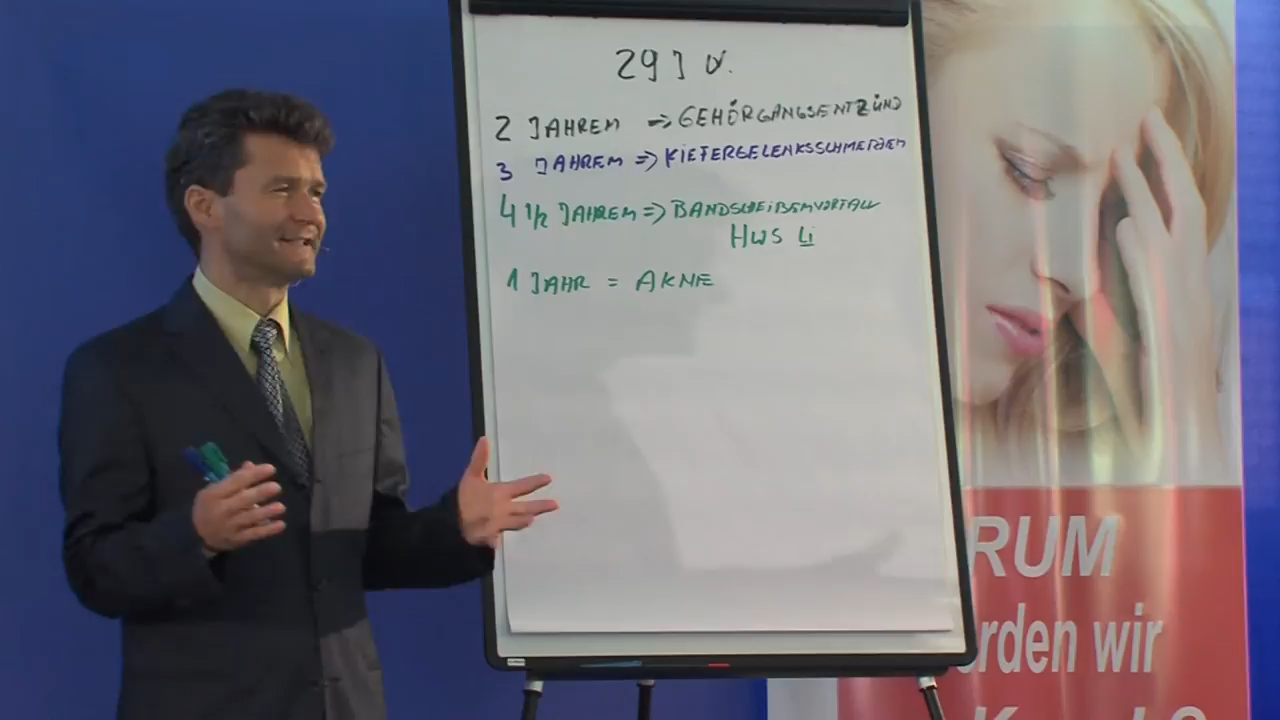 29 J
2 JAHREN => GEHÖRGANGSENTZÜND
3 JAHREN => KIEFERGELENKSSCHMERZEN
4 1/2 JAHREN => BANDSCHEIBENVORFALL
HWS Li
1 JAHR = AKNE
RUM
rden wir